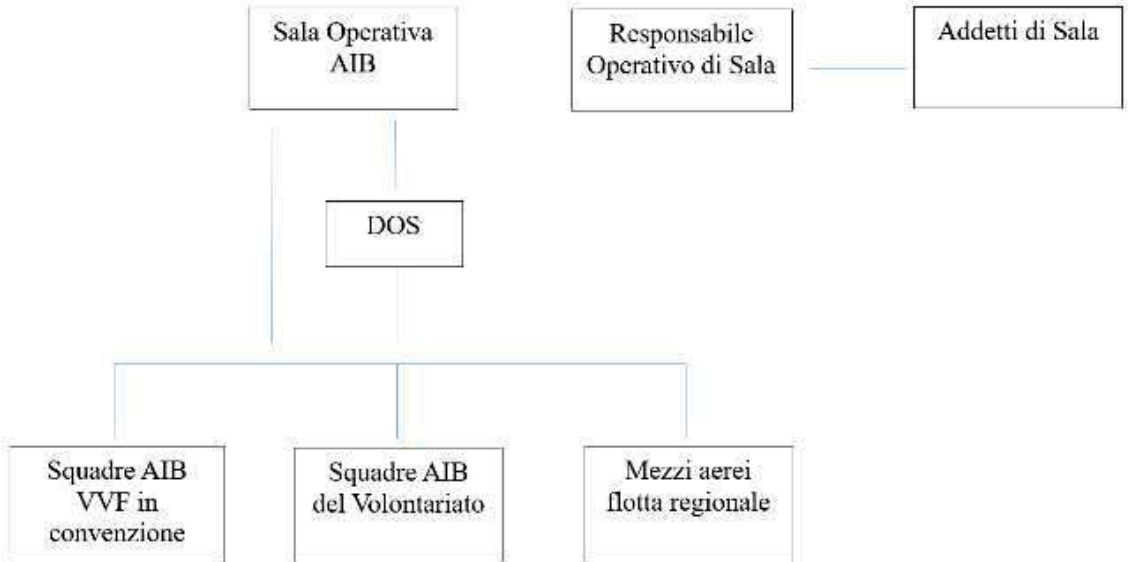 Sala Operativa
AIB
Responsabile
Operativo di Sala
Addetti di Sala
DOS
Squadre AIB
VVF in
convenzione
Squadre AIB
del Volontariato
Mezzi aerei
flotta regionale